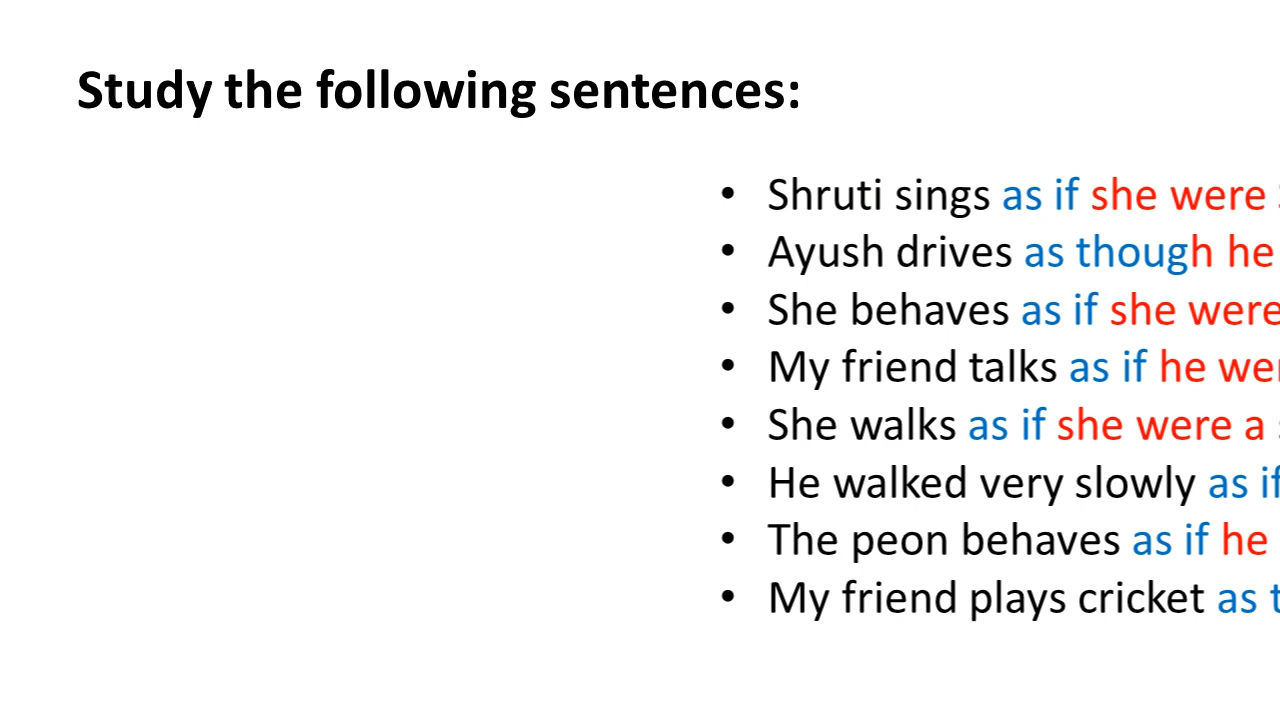 Study the following sentences:
• Shruti sings as if she were
• Ayush drives as though he
• She behaves as if she were
• My friend talks as if he
• She walks as if she were a
• He walked very slowly as if
• The peon behaves as if he
• My friend plays cricket as